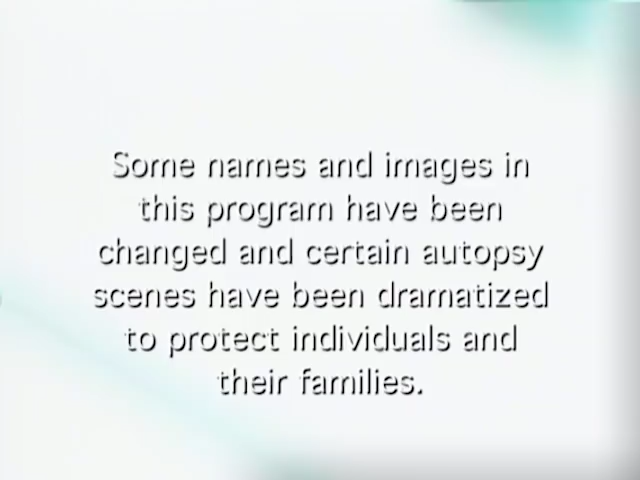 Some names and images in
this program have been
changed and certain autopsy
scenes have been dramatized
to protect individuals and
their families.